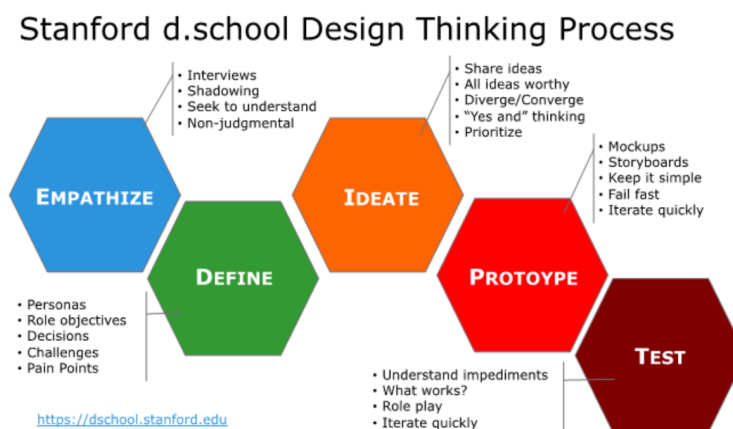 Stanford d.school Design Thinking Process
• Interviews
• Shadowing
• Seek to understand
• Non-judgmental
EMPATHIZE
• Personas
• Role objectives
• Decisions
• Challenges
• Pain Points
DEFINE
• Share ideas
• All ideas worthy
• Diverge/Converge
• “Yes and” thinking
• Prioritize
IDEATE
• Mockups
• Storyboards
• Keep it simple
• Fail fast
• Iterate quickly
PROTOYPE
• Understand impediments
• What works?
• Role play
• Iterate quickly
TEST
https://dschool.stanford.edu